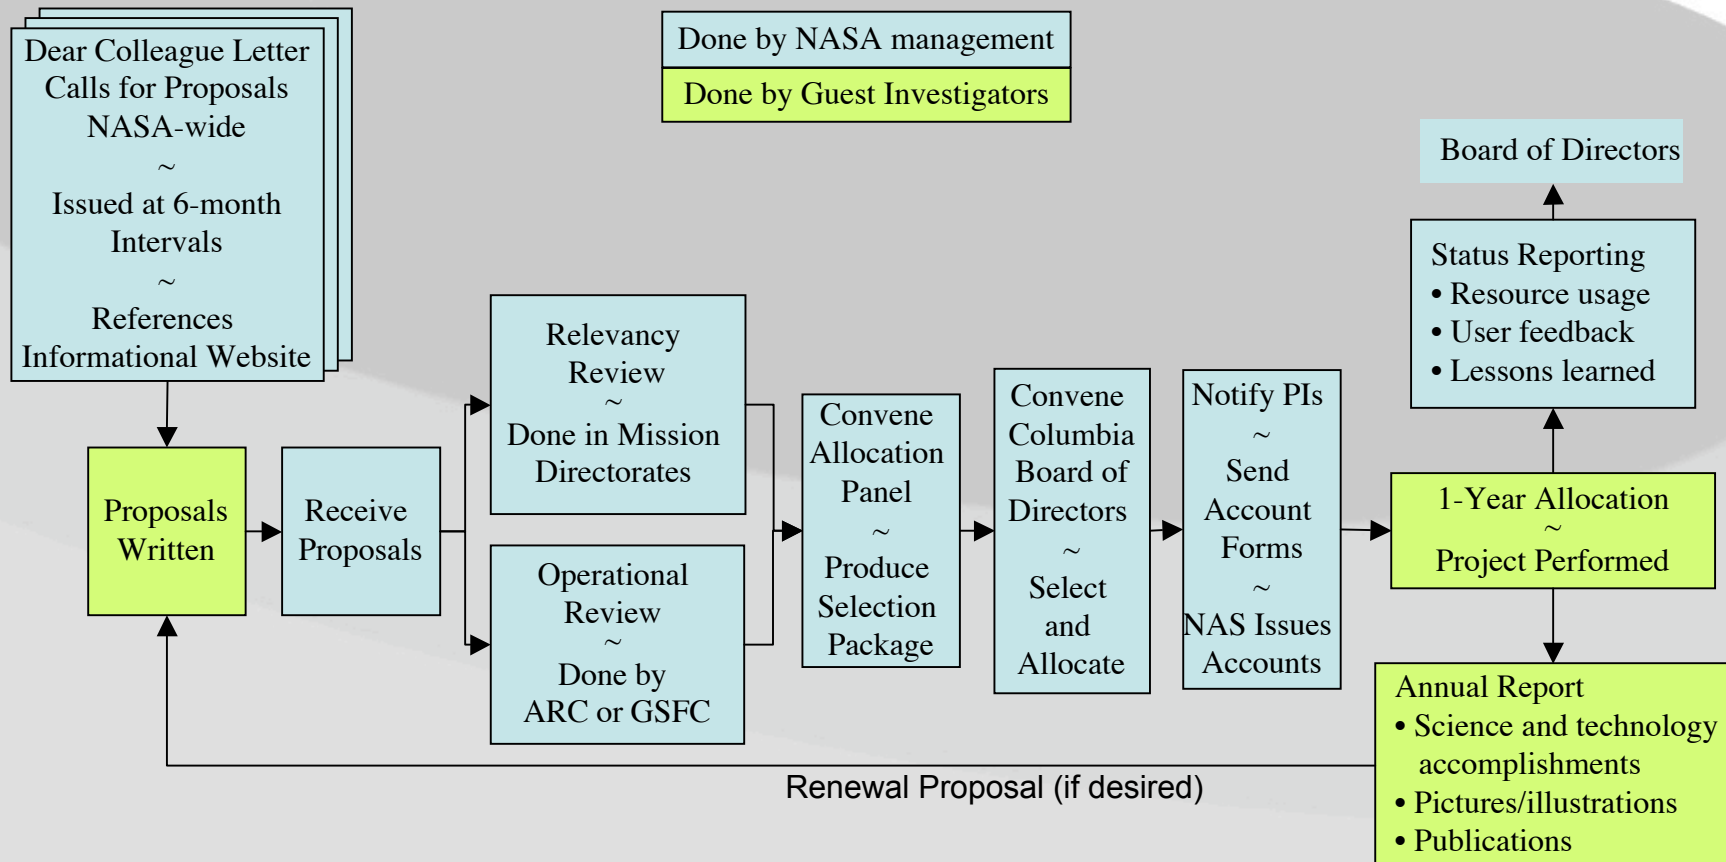 Dear Colleague Letter
Calls for Proposals
NASA-wide
~
Issued at 6-month
Intervals
~
References
Informational Website
Done by NASA management
Done by Guest Investigators
Proposals
Written
Receive
Proposals
Relevancy
Review
~
Done in Mission
Directorates
Operational
Review
~
Done by
ARC or GSFC
Convene
Allocation
Panel
~
Produce
Selection
Package
Convene
Columbia
Board of
Directors
~
Select
and
Allocate
Notify PIs
~
Send
Account
Forms
~
NAS Issues
Accounts
Board of Directors
Status Reporting
• Resource usage
• User feedback
• Lessons learned
1-Year Allocation
~
Project Performed
Annual Report
• Science and technology
accomplishments
• Pictures/illustrations
• Publications
Renewal Proposal (if desired)